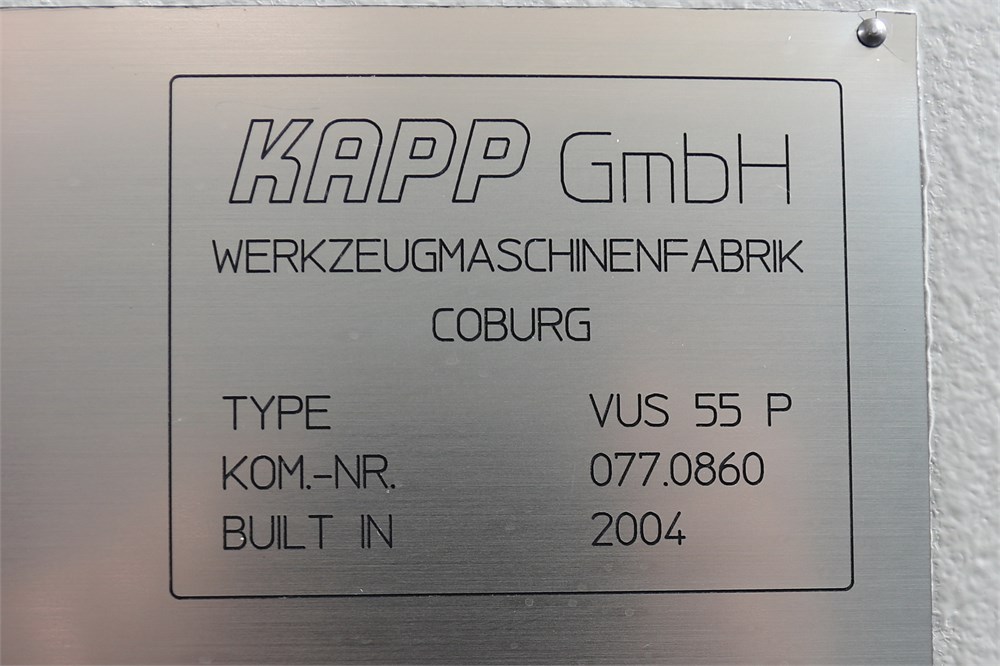 KAPP GmbH
WERKZEUGMASCHINENFABRIK
COBURG
TYPE VUS 55 P
KOM.-NR. 077.0860
BUILT IN 2004